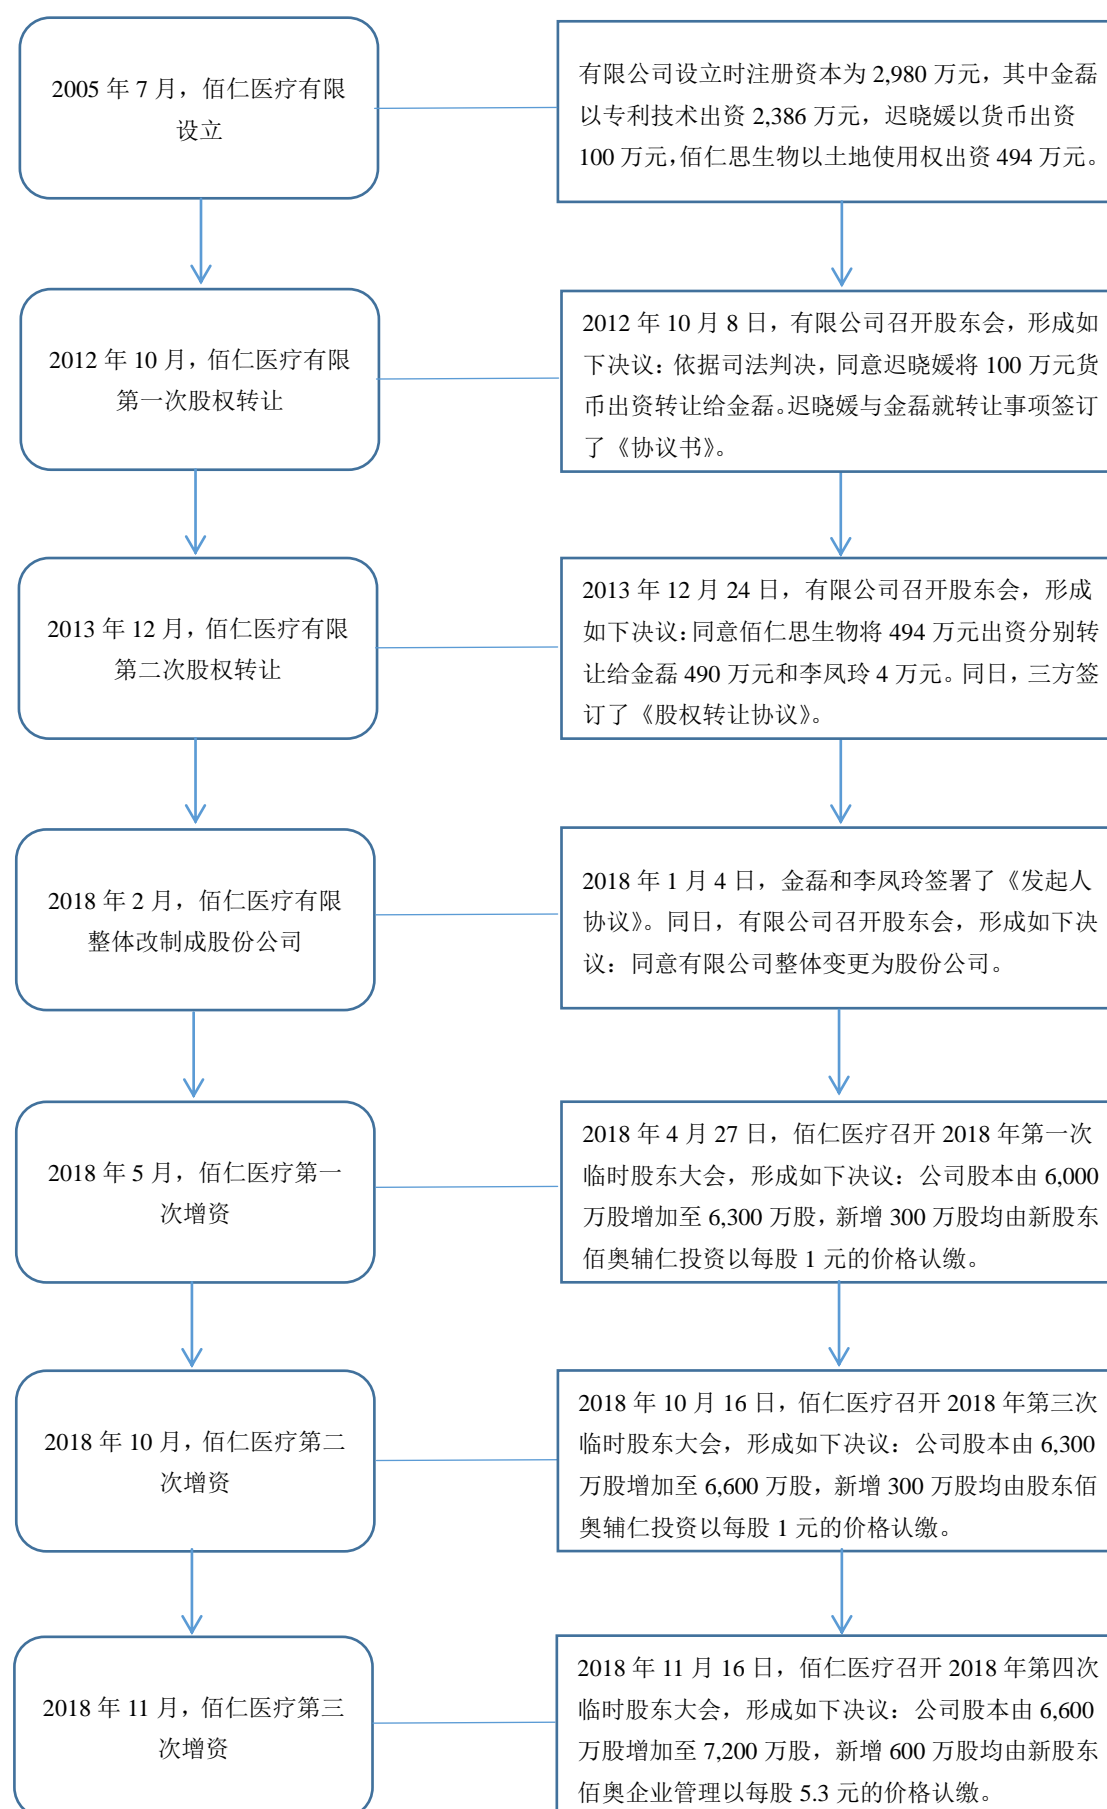 2005 年 7 月，佰仁医疗有限
设立
有限公司设立时注册资本为 2,980 万元，其中金磊
以专利技术出资 2,386 万元，迟晓媛以货币出资
100 万元，佰仁思生物以土地使用权出资 494 万元。
2012 年 10 月，佰仁医疗有限
第一次股权转让
2012 年 10 月 8 日，有限公司召开股东会，形成如
下决议：依据司法判决，同意迟晓媛将 100 万元货
币出资转让给金磊。迟晓媛与金磊就转让事项签订
了《协议书》。
2013 年 12 月，佰仁医疗有限
第二次股权转让
2013 年 12 月 24 日，有限公司召开股东会，形成
如下决议：同意佰仁思生物将 494 万元出资分别转
让给金磊 490 万元和李凤玲 4 万元。同日，三方签
订了《股权转让协议》。
2018 年 2 月，佰仁医疗有限
整体改制成股份公司
2018 年 1 月 4 日，金磊和李凤玲签署了《发起人
协议》。同日，有限公司召开股东会，形成如下决
议：同意有限公司整体变更为股份公司。
2018 年 5 月，佰仁医疗第一
次增资
2018 年 4 月 27 日，佰仁医疗召开 2018 年第一次
临时股东大会，形成如下决议：公司股本由 6,000
万股增加至 6,300 万股，新增 300 万股均由新股东
佰奥辅仁投资以每股 1 元的价格认缴。
2018 年 10 月，佰仁医疗第二
次增资
2018 年 10 月 16 日，佰仁医疗召开 2018 年第三次
临时股东大会，形成如下决议：公司股本由 6,300
万股增加至 6,600 万股，新增 300 万股均由股东佰
奥辅仁投资以每股 1 元的价格认缴。
2018 年 11 月，佰仁医疗第三
次增资
2018 年 11 月 16 日，佰仁医疗召开 2018 年第四次
临时股东大会，形成如下决议：公司股本由 6,600
万股增加至 7,200 万股，新增 600 万股均由新股东
佰奥企业管理以每股 5.3 元的价格认缴。